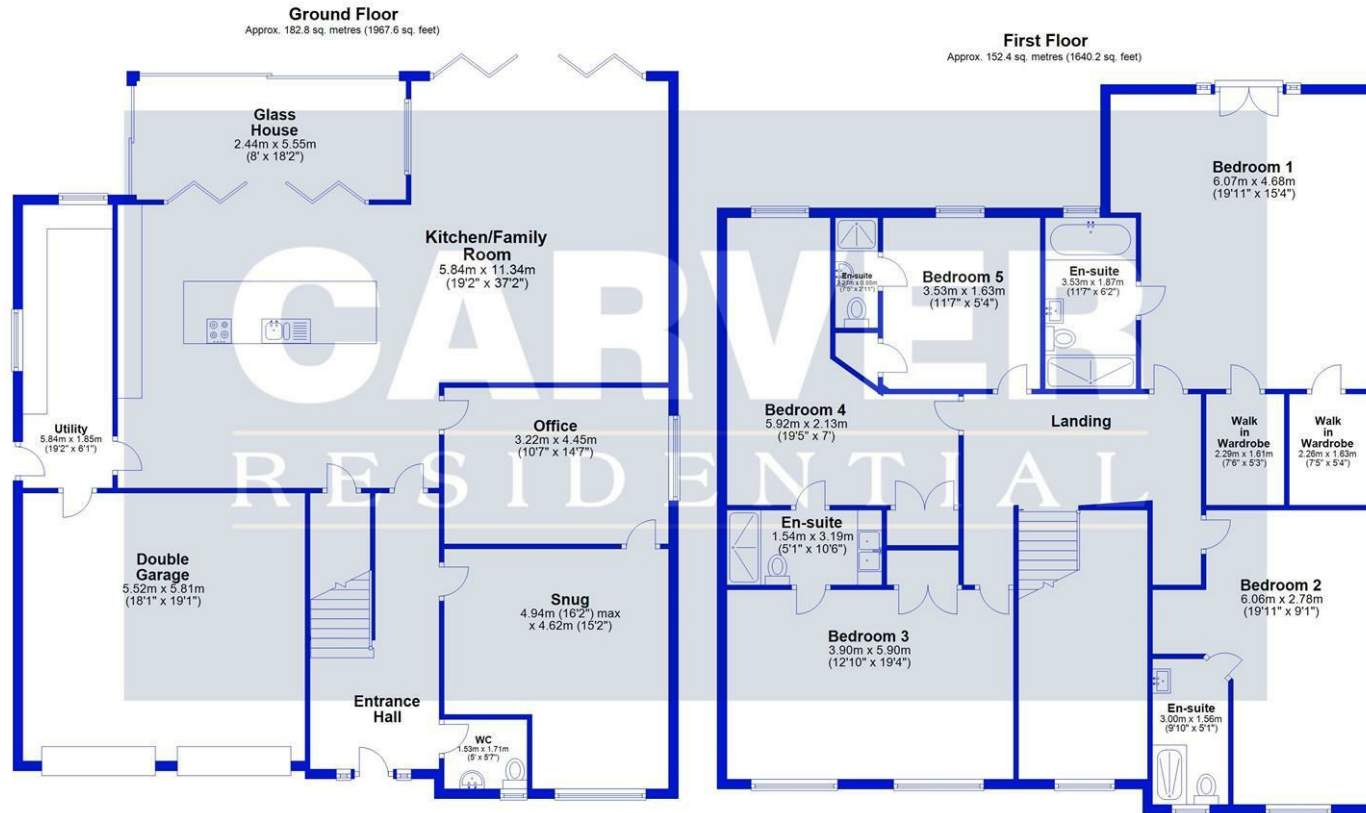 Ground Floor
Approx. 182.8 sq. metres (1967.6 sq. feet)
Glass
House
2.44m x 5.55m
(8' x 18'2")
Kitchen/Family
Room
5.84m x 11.34m
(19'2" x 37'2")
Utility
5.84m x 1.85m
(19'2" x 6'1")
Office
3.22m x 4.45m
(10'7" x 14'7")
Double
Garage
5.52m x 5.81m
(18'1" x 19'1")
Snug
4.94m (16'2") max
x 4.62m (15'2")
Entrance
Hall
WC
1.53m x 1.71m
(5' x 5'7")
First Floor
Approx. 152.4 sq. metres (1640.2 sq. feet)
Bedroom 1
6.07m x 4.68m
(19'11" x 15'4")
En-suite
(7'5" x 2'11")
Bedroom 5
3.53m x 1.63m
(11'7" x 5'4")
En-suite
3.53m x 1.87m
(11'7" x 6'2")
Bedroom 4
5.92m x 2.13m
(19'5" x 7')
Landing
Walk
in
Wardrobe
2.29m x 1.61m
(7'6" x 5'3")
Walk
in
Wardrobe
2.26m x 1.63m
(7'5" x 5'4")
En-suite
1.54m x 3.19m
(5'1" x 10'6")
Bedroom 3
3.90m x 5.90m
(12'10" x 19'4")
Bedroom 2
6.06m x 2.78m
(19'11" x 9'1")
En-suite
3.00m x 1.56m
(9'10" x 5'1")
CARVER
RESIDENTIAL